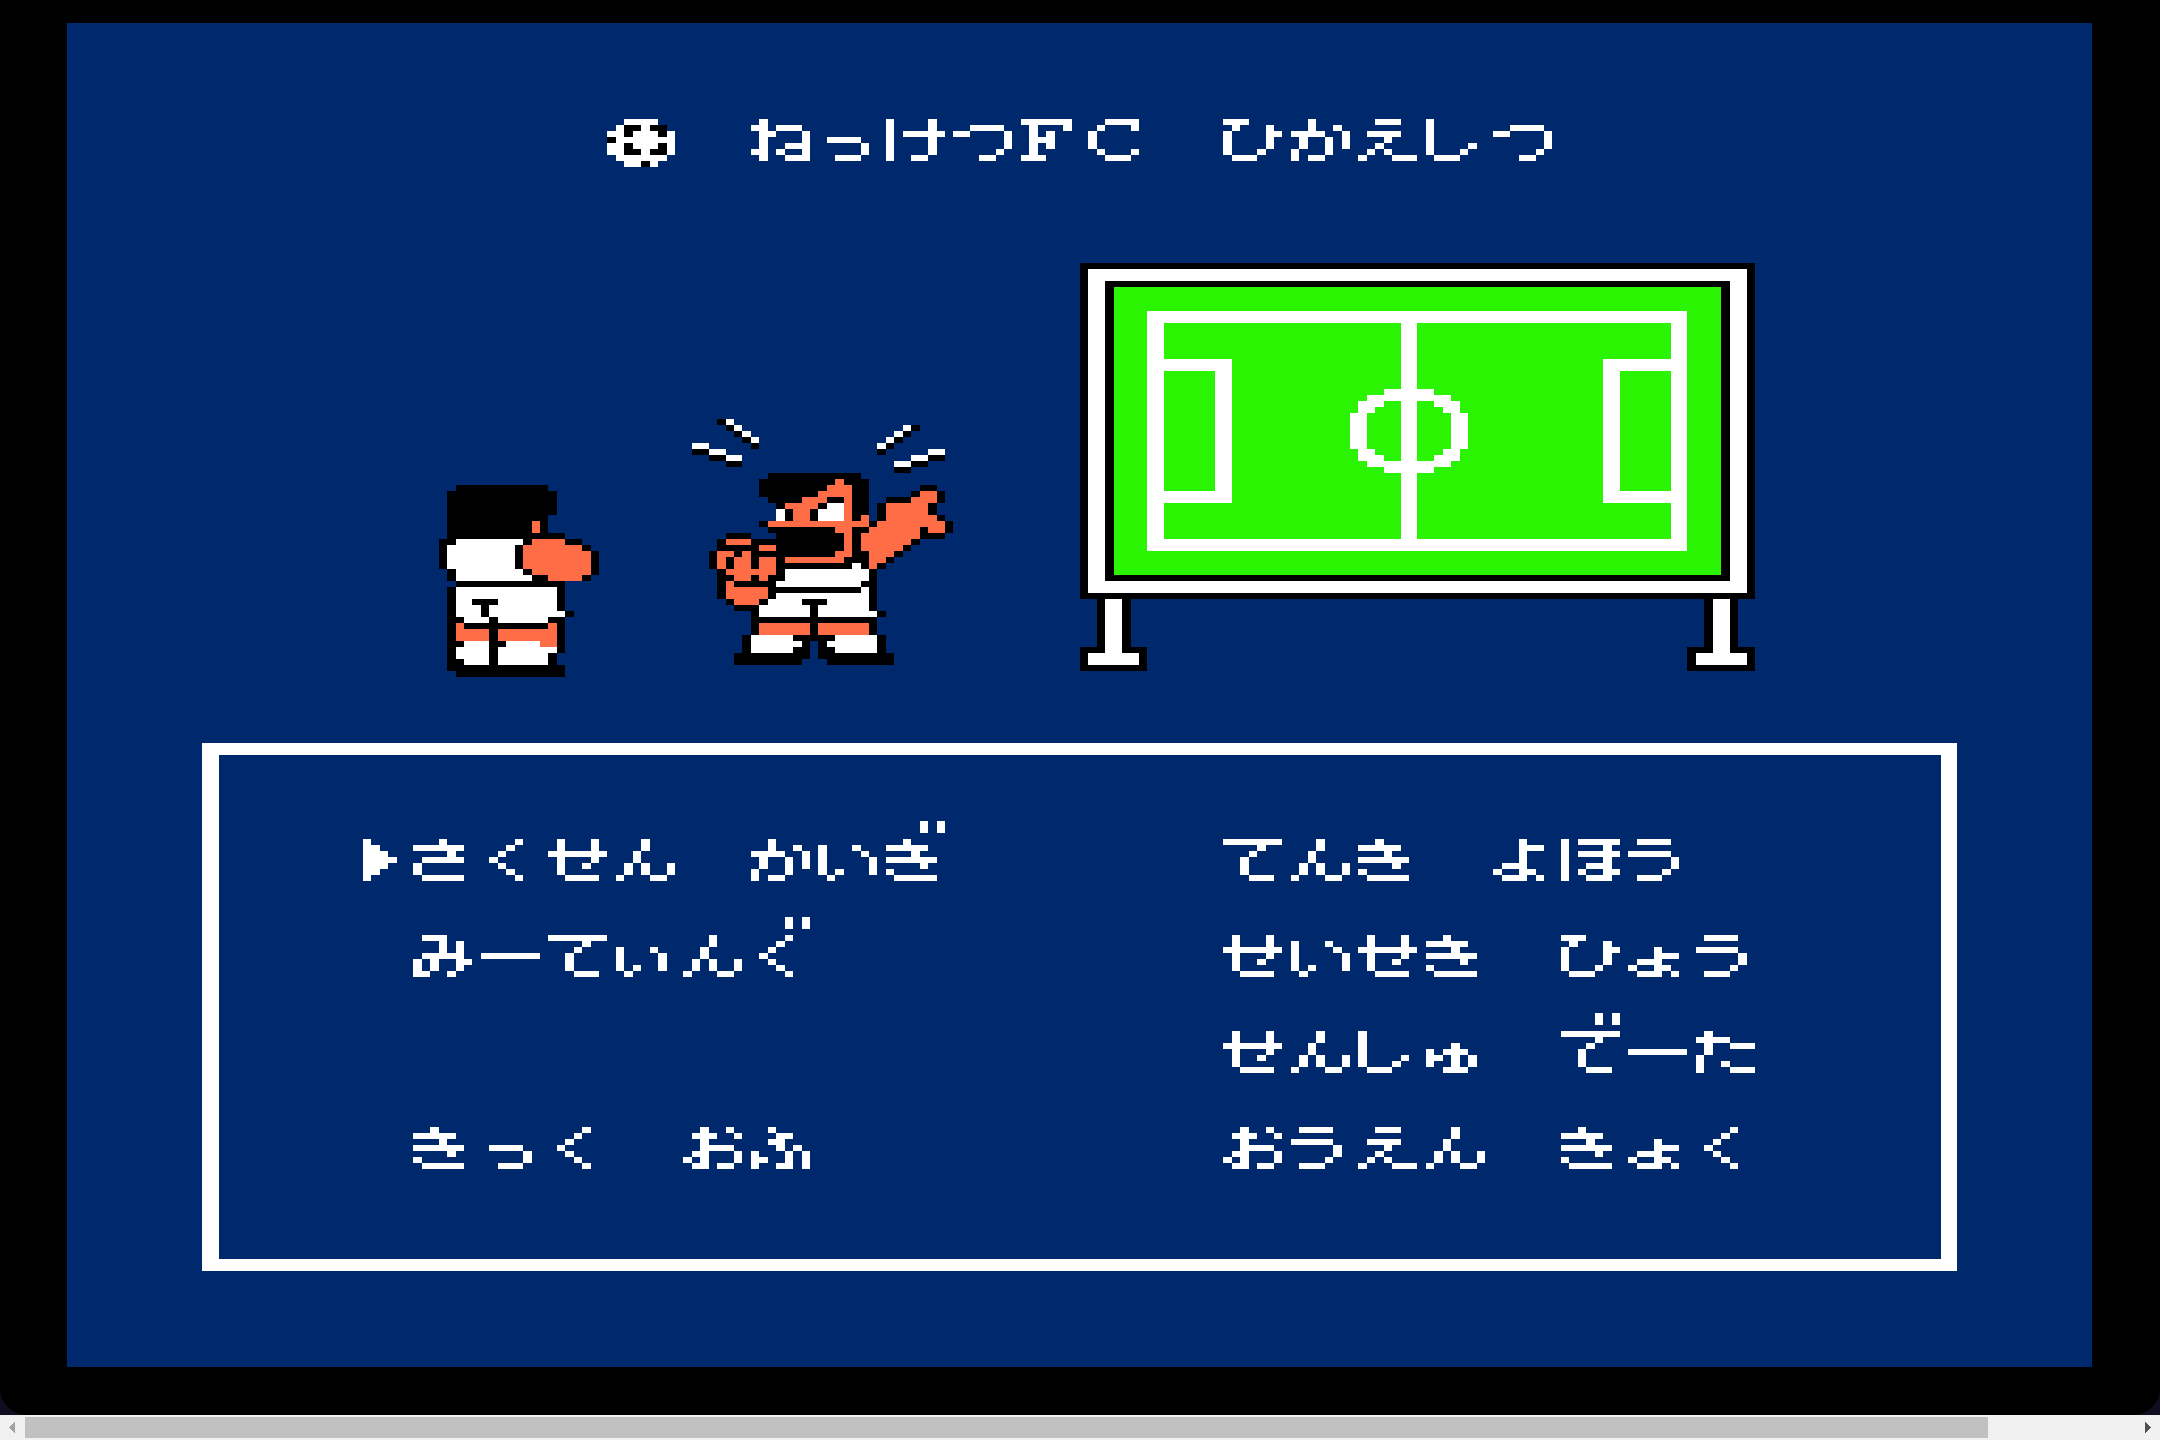 ねっけつFC ひかえしつ
さくせん かいぎ
みーてぃんぐ
きっく おふ
てんき よほう
せいせき ひょう
せんしゅ でーた
おうえん きょく